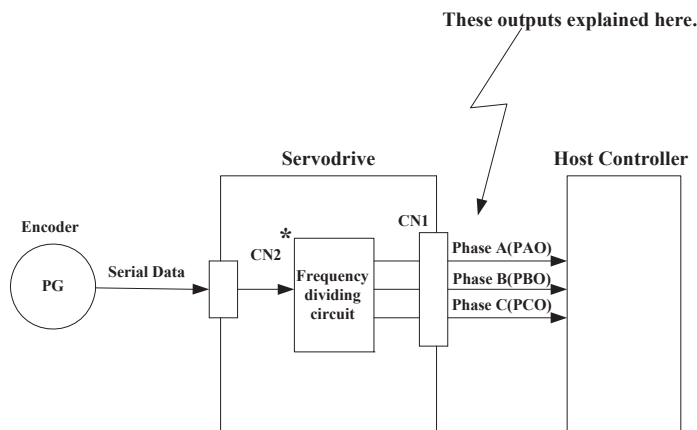 These outputs explained here.
Servodrive
Host Controller
Encoder
PG
Serial Data
CN2
*
Frequency
dividing
circuit
CN1
Phase A(PAO)
Phase B(PBO)
Phase C(PCO)